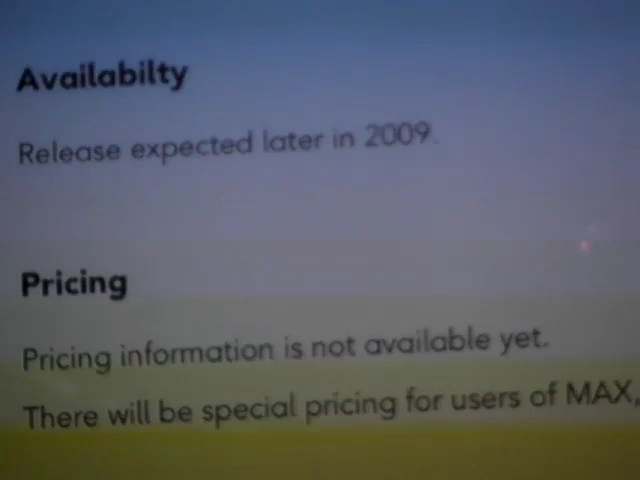 Availabilty
Release expected later in 2009.
Pricing
Pricing information is not available yet.
There will be special pricing for users of MAX,